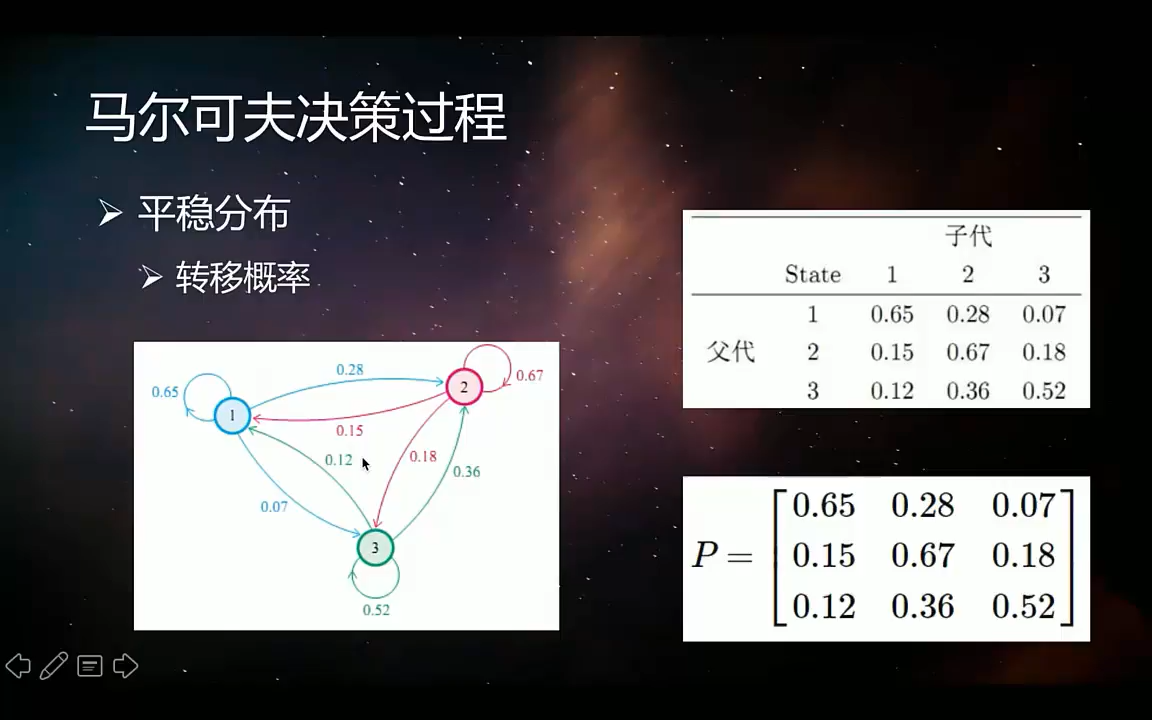 马尔可夫决策过程
平稳分布
转移概率
0.65
1
0.28
2
0.67
0.15
0.12
0.18
0.36
0.07
3
0.52
子代
State 1 2 3
1 0.65 0.28 0.07
父代 2 0.15 0.67 0.18
3 0.12 0.36 0.52
P = [0.65 0.28 0.07
0.15 0.67 0.18
0.12 0.36 0.52]